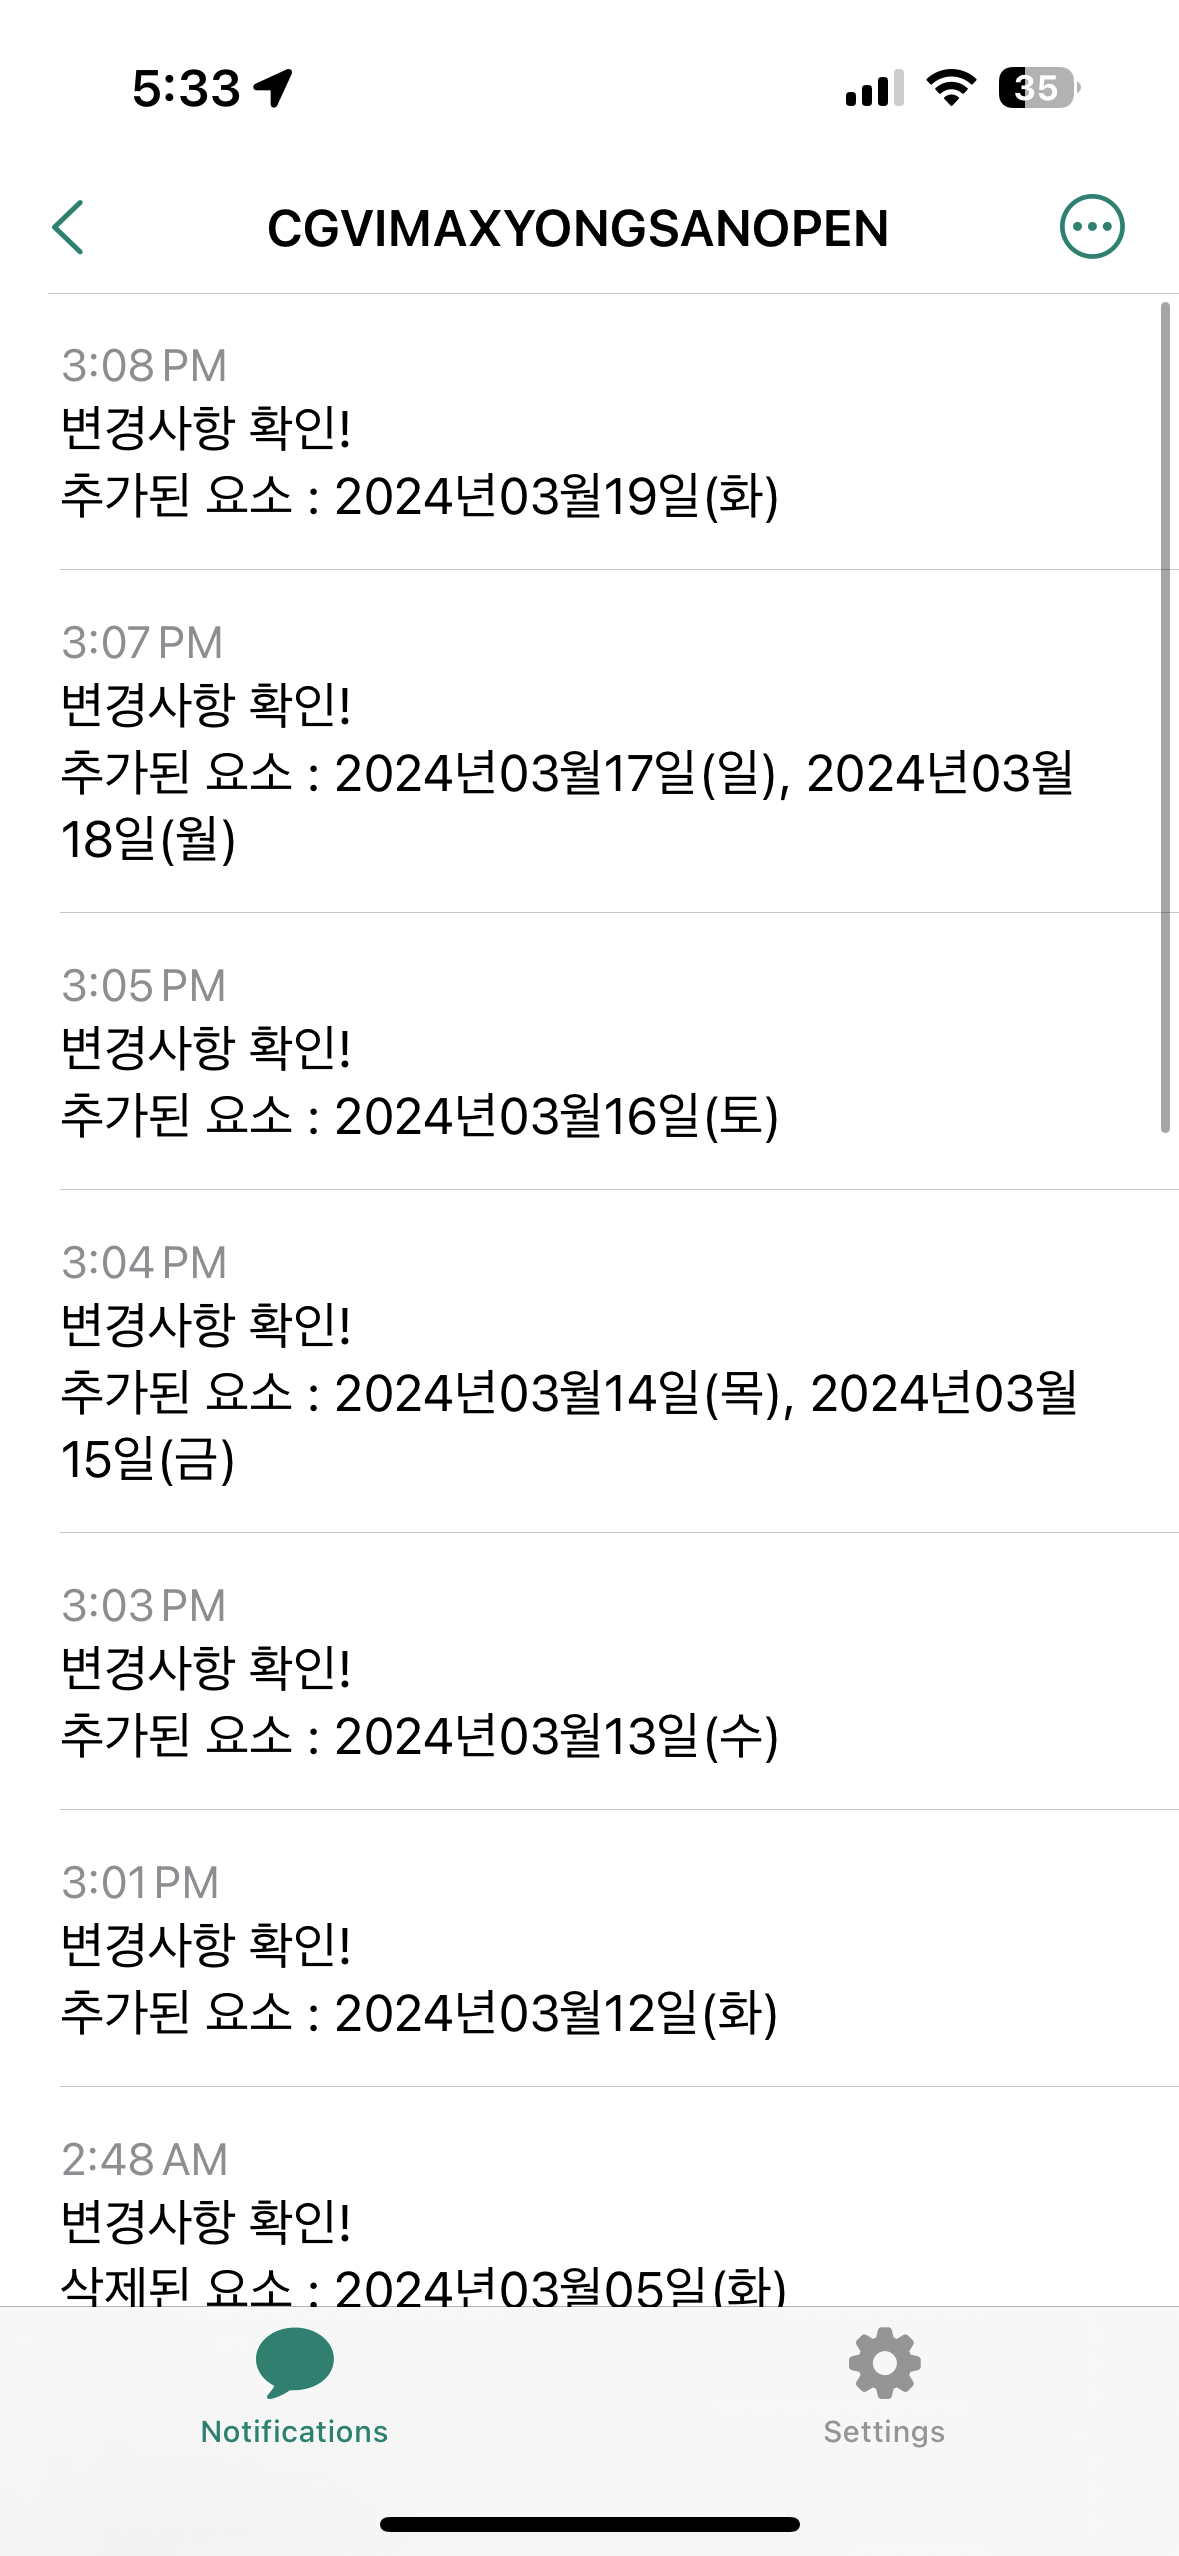 5:33
35
CGVIMAXYONGSANOPEN
3:08 PM
변경사항 확인!
추가된 요소 : 2024년03월19일(화)
3:07 PM
변경사항 확인!
추가된 요소 : 2024년03월17일(일), 2024년03월
18일(월)
3:05 PM
변경사항 확인!
추가된 요소 : 2024년03월16일(토)
3:04 PM
변경사항 확인!
추가된 요소 : 2024년03월14일(목), 2024년03월
15일(금)
3:03 PM
변경사항 확인!
추가된 요소 : 2024년03월13일(수)
3:01 PM
변경사항 확인!
추가된 요소 : 2024년03월12일(화)
2:48 AM
변경사항 확인!
삭제된 요소 : 2024년03월05일(화)
Notifications
Settings